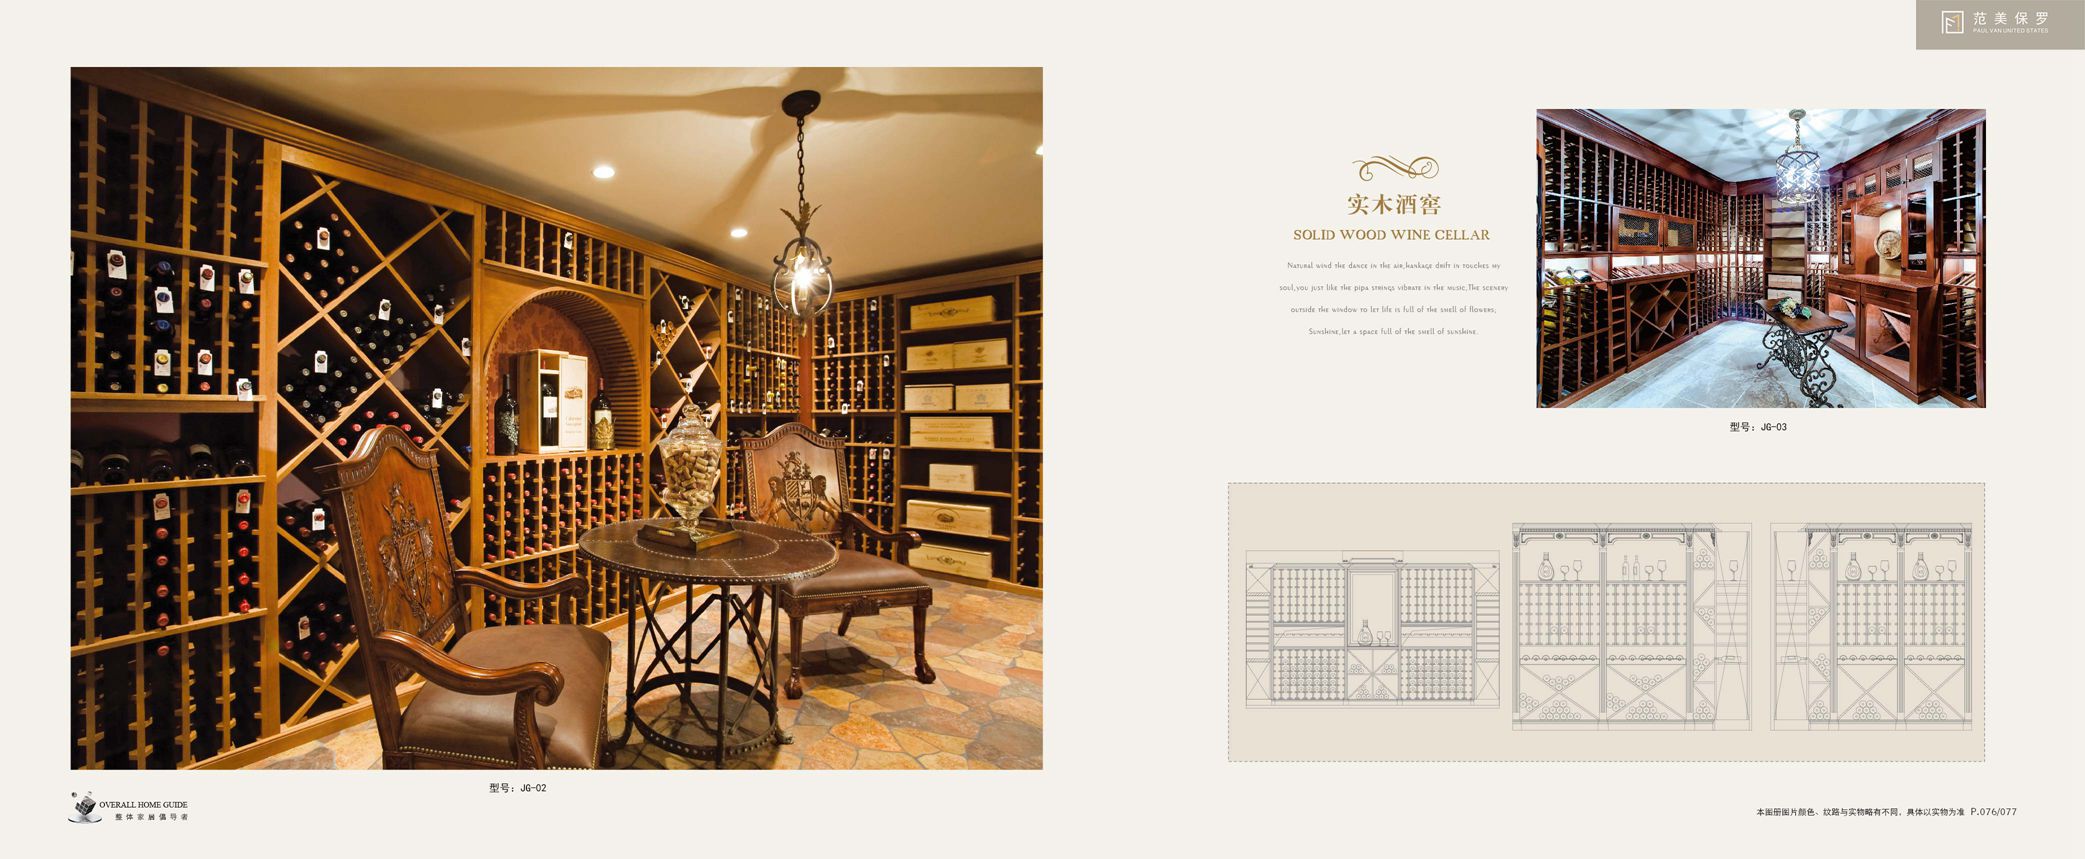 范美保罗
PAUL VAN UNITED STATES
实木酒窖
SOLID WOOD WINE CELLAR
Natural wind the dance in the air,hankage drift in touches my
soul,you just like the pipa strings vibrate in the music,The scenery
outside the window to let life is full of the smell of flowers;
Sunshine,let a space full of the smell of sunshine.
型号：JG-03
型号：JG-02
OVERALL HOME GUIDE
整体家居倡导者
本画册图片颜色、纹路与实物略有不同，具体以实物为准 P.076/077